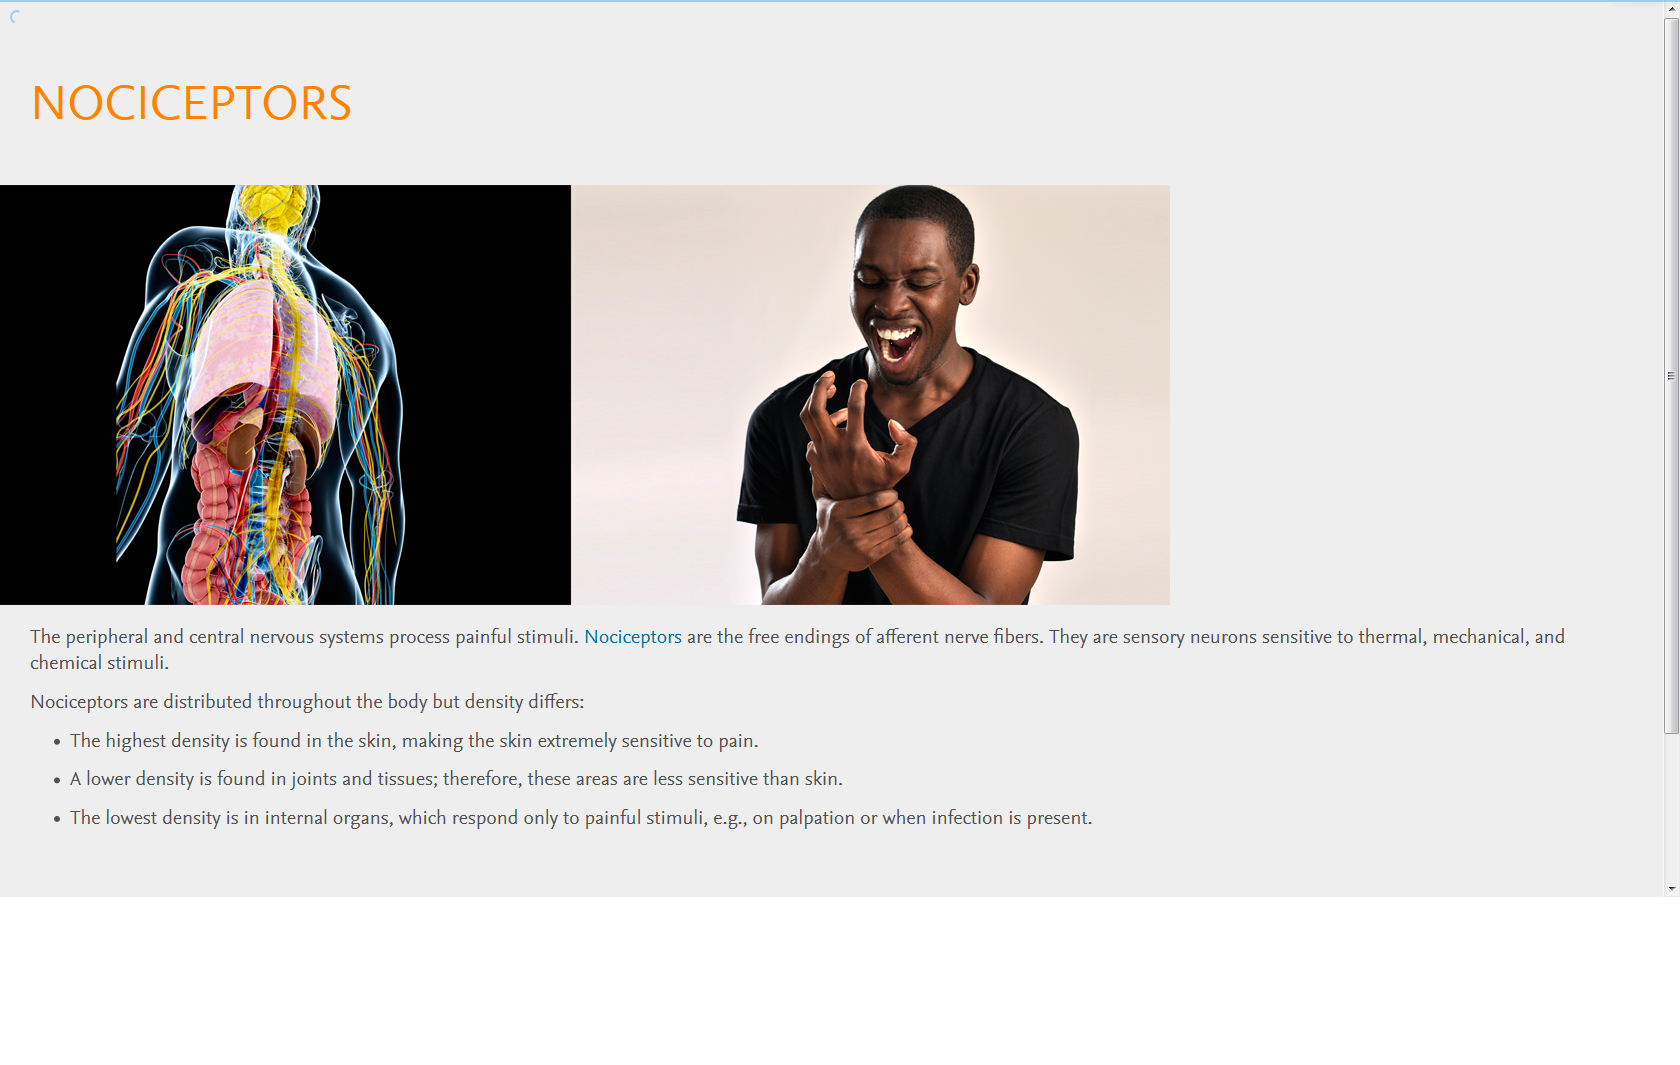 NOCICEPTORS
The peripheral and central nervous systems process painful stimuli. Nociceptors are the free endings of afferent nerve fibers. They are sensory neurons sensitive to thermal, mechanical, and
chemical stimuli.
Nociceptors are distributed throughout the body but density differs:
• The highest density is found in the skin, making the skin extremely sensitive to pain.
• A lower density is found in joints and tissues; therefore, these areas are less sensitive than skin.
• The lowest density is in internal organs, which respond only to painful stimuli, e.g., on palpation or when infection is present.